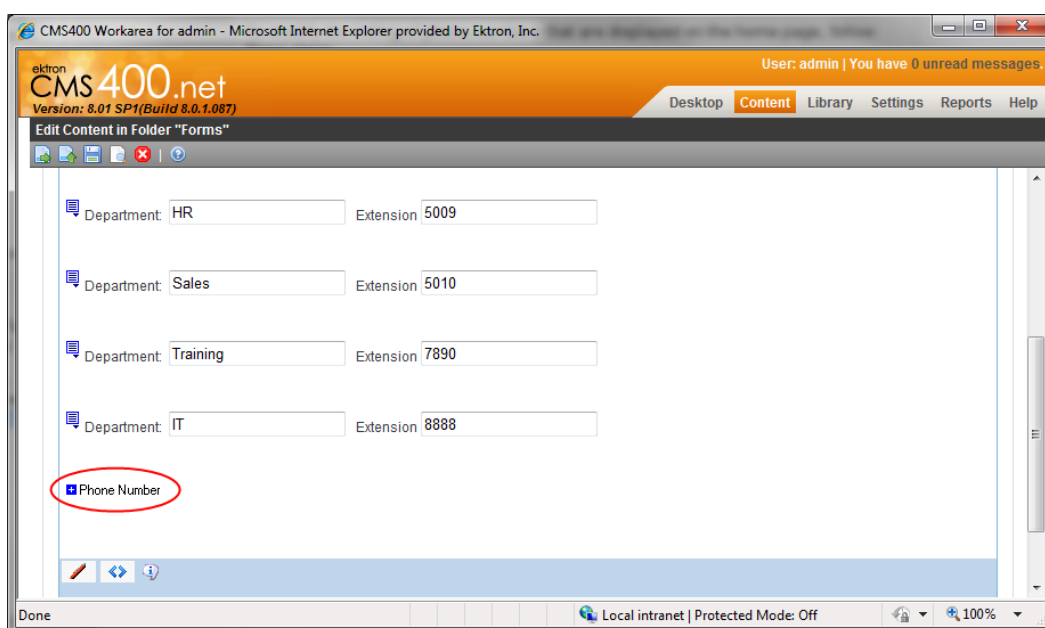 CMS400 Workarea for admin - Microsoft Internet Explorer provided by Ektron, Inc.
User: admin | You have 0 unread messages.
ektron
CMS400.net
Version: 8.01 SP1(Build 8.0.1.087)
Desktop Content Library Settings Reports Help
Edit Content in Folder "Forms"
Department: HR Extension 5009
Department: Sales Extension 5010
Department: Training Extension 7890
Department: IT Extension 8888
Phone Number
Done Local intranet | Protected Mode: Off 100%